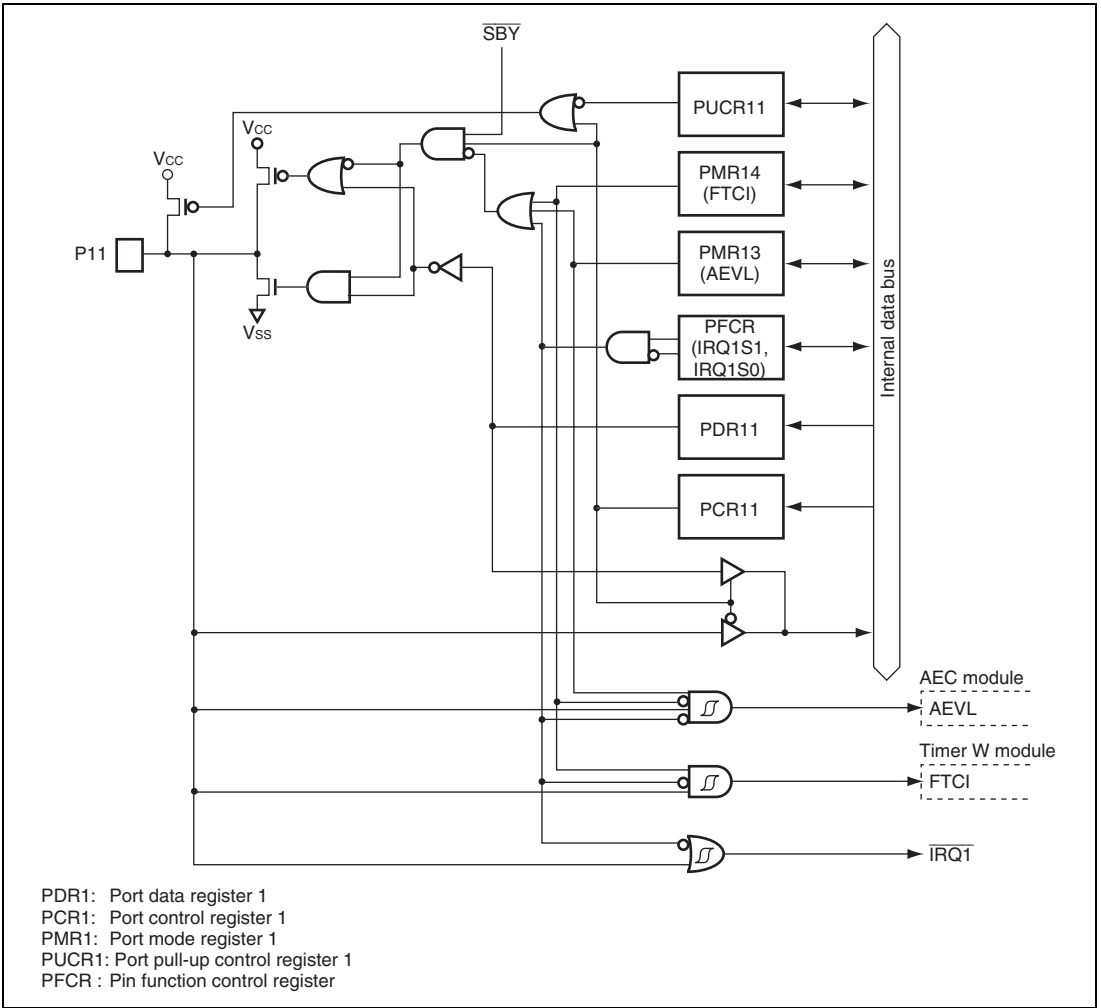 SBY
PUCR11
VCC
PMR14
(FTCI)
VCC
P11
PMR13
(AEVL)
VSS
PFCR
(IRQ1S1,
IRQ1S0)
Internal data bus
PDR11
PCR11
AEC module
AEVL
Timer W module
FTCI
IRQ1
PDR1: Port data register 1
PCR1: Port control register 1
PMR1: Port mode register 1
PUCR1: Port pull-up control register 1
PFCR : Pin function control register